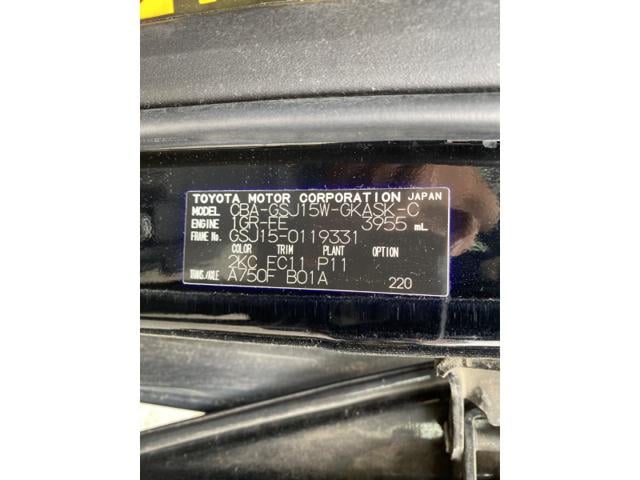 TOYOTA MOTOR CORPORATION JAPAN
MODEL CBA-GSJ15W-GKASK-C
ENGINE 1GR-FE 3955 mL
FRAME No. GSJ15-0119331
COLOR TRIM PLANT OPTION
2KC FC11 P11
TRANS./AXLE A750F B01A 220